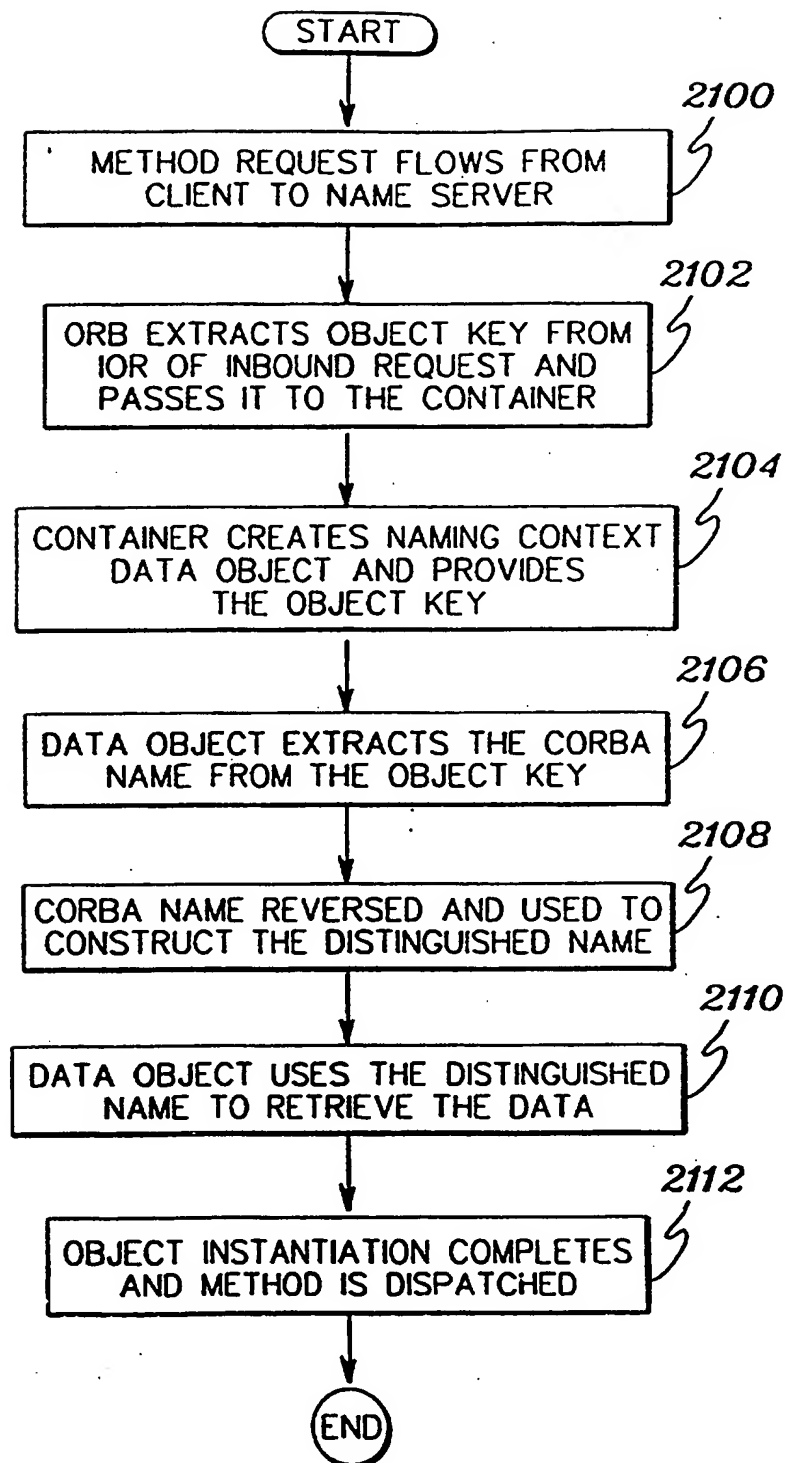 START
2100
METHOD REQUEST FLOWS FROM
CLIENT TO NAME SERVER
2102
ORB EXTRACTS OBJECT KEY FROM
IOR OF INBOUND REQUEST AND
PASSES IT TO THE CONTAINER
2104
CONTAINER CREATES NAMING CONTEXT
DATA OBJECT AND PROVIDES
THE OBJECT KEY
2106
DATA OBJECT EXTRACTS THE CORBA
NAME FROM THE OBJECT KEY
2108
CORBA NAME REVERSED AND USED TO
CONSTRUCT THE DISTINGUISHED NAME
2110
DATA OBJECT USES THE DISTINGUISHED
NAME TO RETRIEVE THE DATA
2112
OBJECT INSTANTIATION COMPLETES
AND METHOD IS DISPATCHED
END